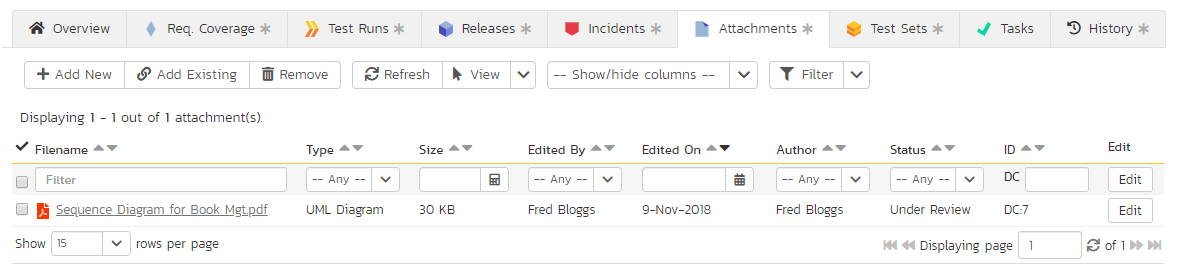 Overview Req. Coverage * Test Runs * Releases * Incidents * Attachments * Test Sets * Tasks History *
Add New Add Existing Remove Refresh View -- Show/hide columns -- Filter
Displaying 1 - 1 out of 1 attachment(s).
Filename Type Size Edited By Edited On Author Status ID Edit
Filter -- Any -- -- Any -- -- Any -- -- Any -- DC Edit
Sequence Diagram for Book Mgt.pdf UML Diagram 30 KB Fred Bloggs 9-Nov-2018 Fred Bloggs Under Review DC:7 Edit
Show 15 rows per page Displaying page 1 of 1